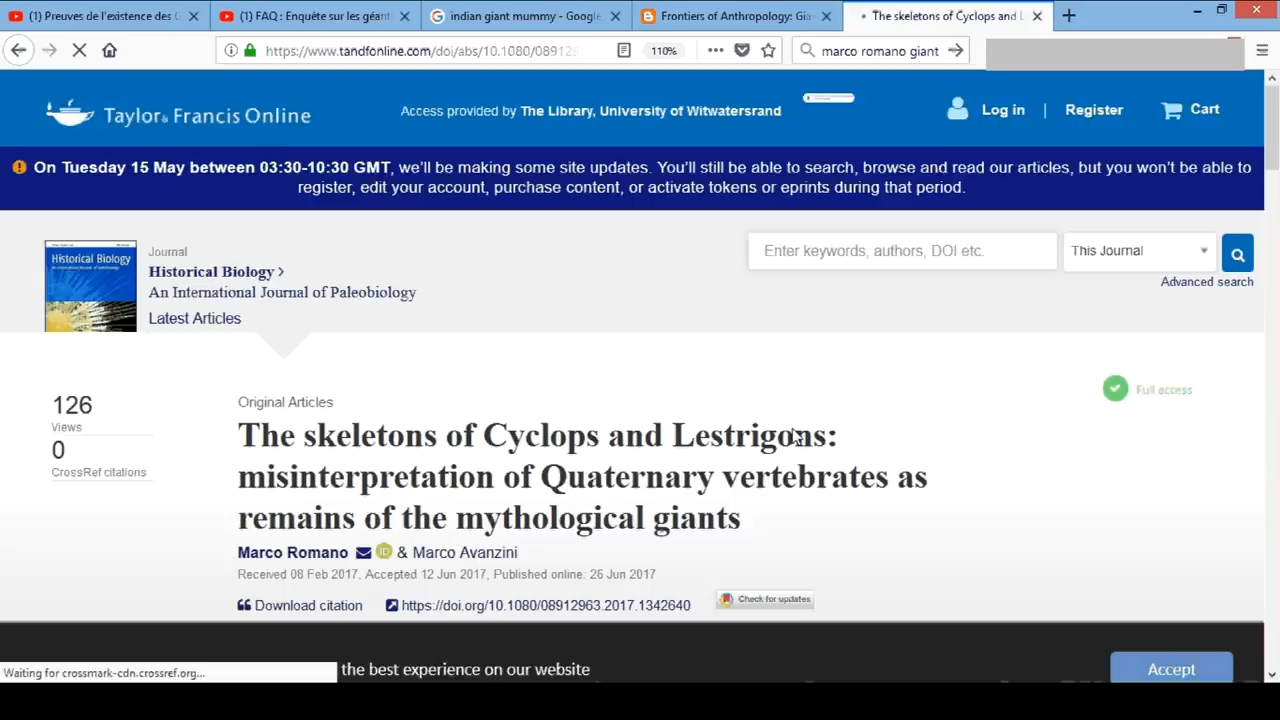 (1) Preuves de l'existence des G
(1) FAQ : Enquête sur les géant
indian giant mummy - Google
Frontiers of Anthropology: Gia
The skeletons of Cyclops and L
https://www.tandfonline.com/doi/abs/10.1080/08912
110%
marco romano giant
Taylor & Francis Online
Access provided by The Library, University of Witwatersrand
Log in | Register
Cart
On Tuesday 15 May between 03:30-10:30 GMT, we'll be making some site updates. You'll still be able to search, browse and read our articles, but you won't be able to
register, edit your account, purchase content, or activate tokens or eprints during that period.
Historical Biology
Journal
Historical Biology >
An International Journal of Paleobiology
Latest Articles
Enter keywords, authors, DOI etc.
This Journal
Advanced search
126
Views
0
CrossRef citations
Original Articles
Full access
The skeletons of Cyclops and Lestrigons:
misinterpretation of Quaternary vertebrates as
remains of the mythological giants
Marco Romano iD & Marco Avanzini
Received 08 Feb 2017, Accepted 12 Jun 2017, Published online: 26 Jun 2017
Download citation
https://doi.org/10.1080/08912963.2017.1342640
Check for updates
Waiting for crossmark-cdn.crossref.org...
the best experience on our website
Accept